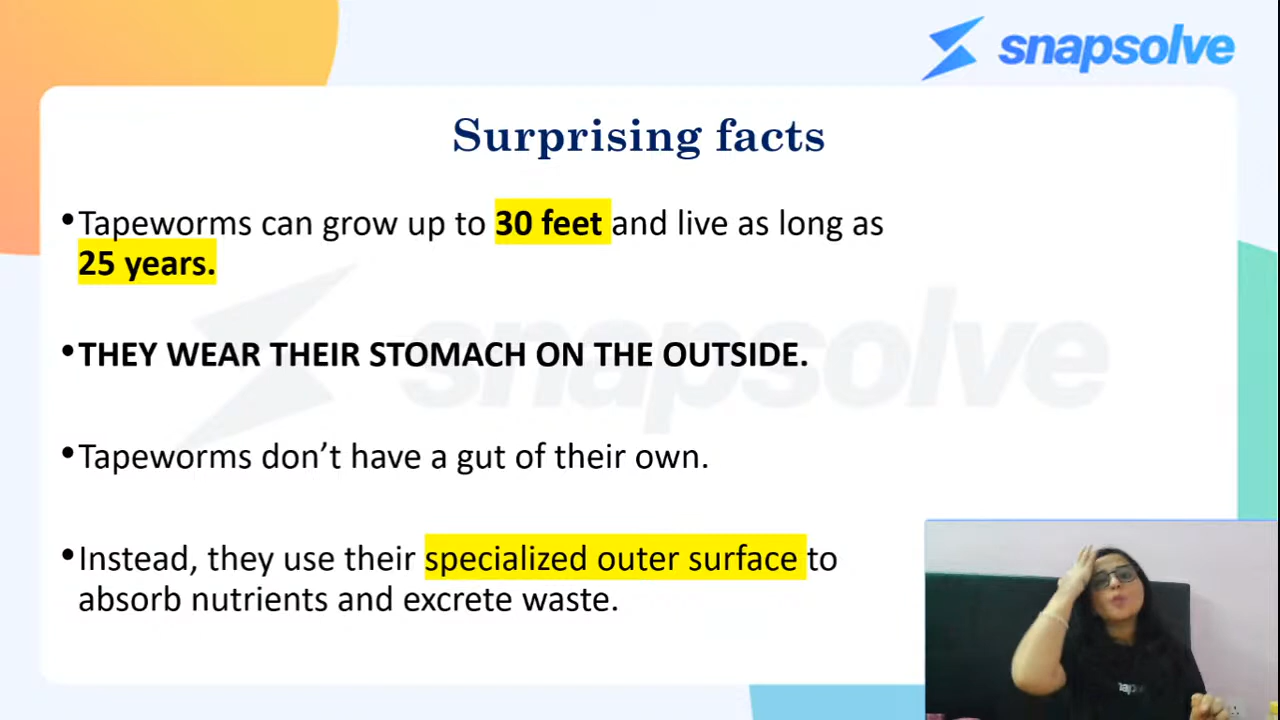 snapsolve
Surprising facts
•Tapeworms can grow up to 30 feet and live as long as
25 years.
•THEY WEAR THEIR STOMACH ON THE OUTSIDE.
•Tapeworms don’t have a gut of their own.
•Instead, they use their specialized outer surface to
absorb nutrients and excrete waste.
snapsolve